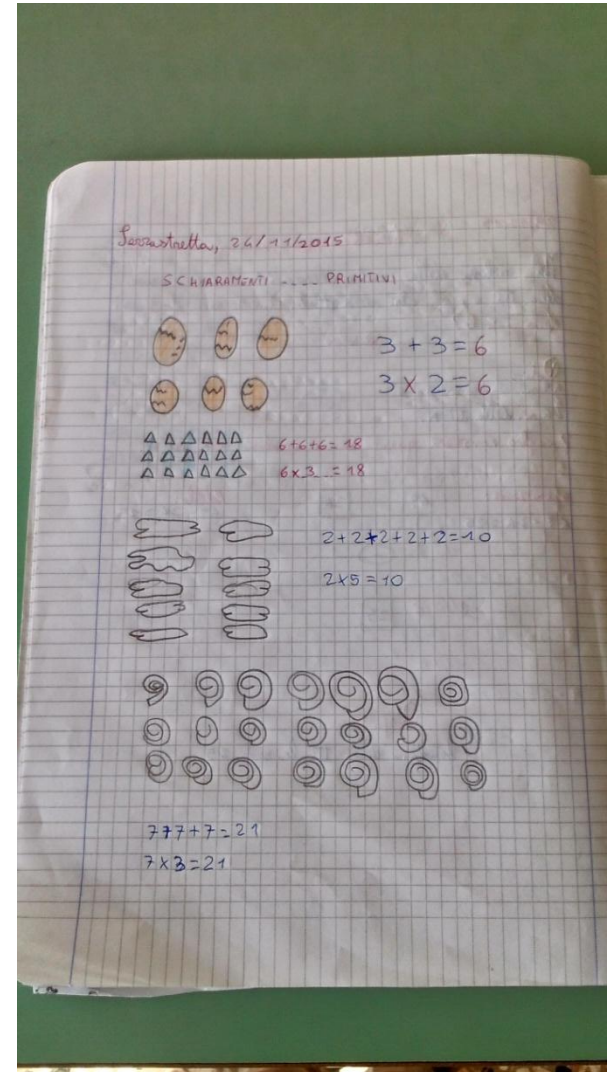 Serrastretta, 24/11/2015
SCHIARAMENTI .... PRIMITIVI
3 + 3 = 6
3 x 2 = 6
6+6+6=18
6x3...=18
2+2+2+2+2=10
2x5=10
7+7+7=21
7x3=21